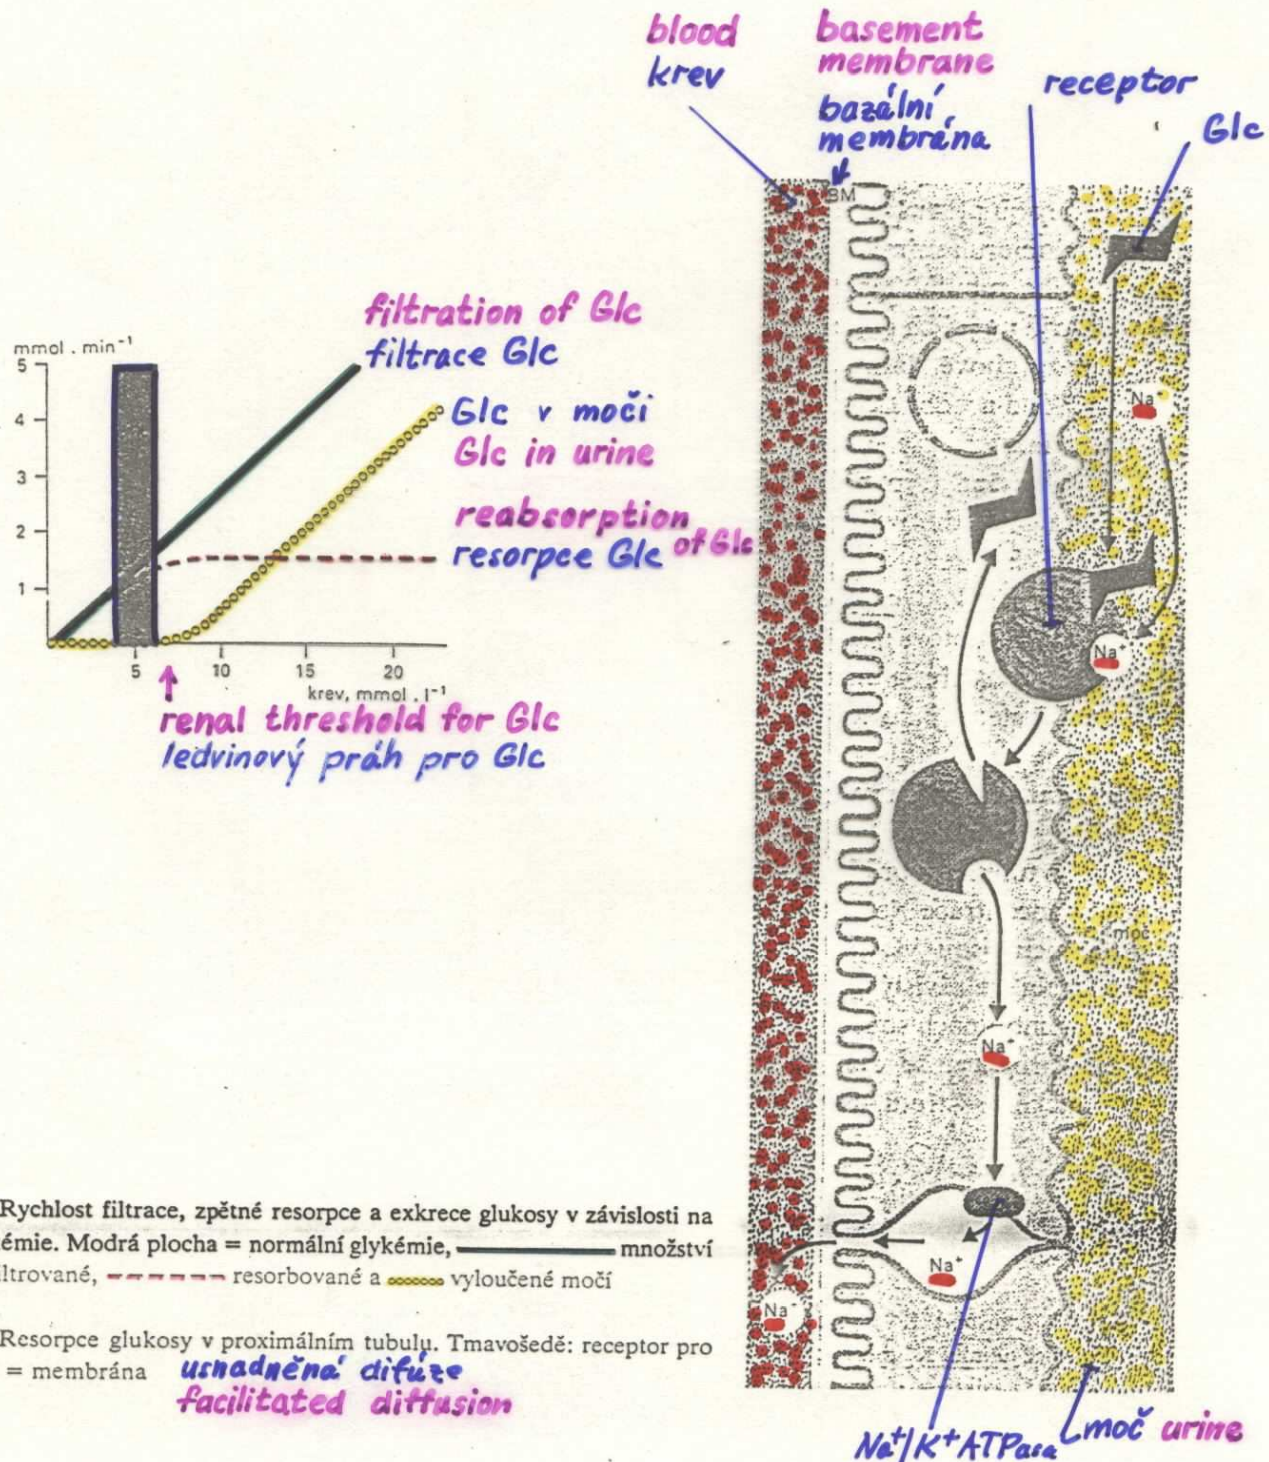 blood
krev
basement
membrane
bazální
membrána
receptor
Glc
BM
filtration of Glc
filtrace Glc
mmol . min⁻¹
5
4
3
2
1
Glc v moči
Glc in urine
reabsorption
of Glc
resorpce Glc
5
10
15
20
krev, mmol . l⁻¹
renal threshold for Glc
ledvinový práh pro Glc
Na⁺
Na⁺
moč
Na⁺
Na⁺
Na⁺
Rychlost filtrace, zpětné resorpce a exkrece glukosy v závislosti na
émie. Modrá plocha = normální glykémie, množství
ltrované, resorbované a vyloučené močí
Resorpce glukosy v proximálním tubulu. Tmavošedě: receptor pro
= membrána
usnadněná difúze
facilitated diffusion
Na⁺/K⁺ATPasa
moč urine